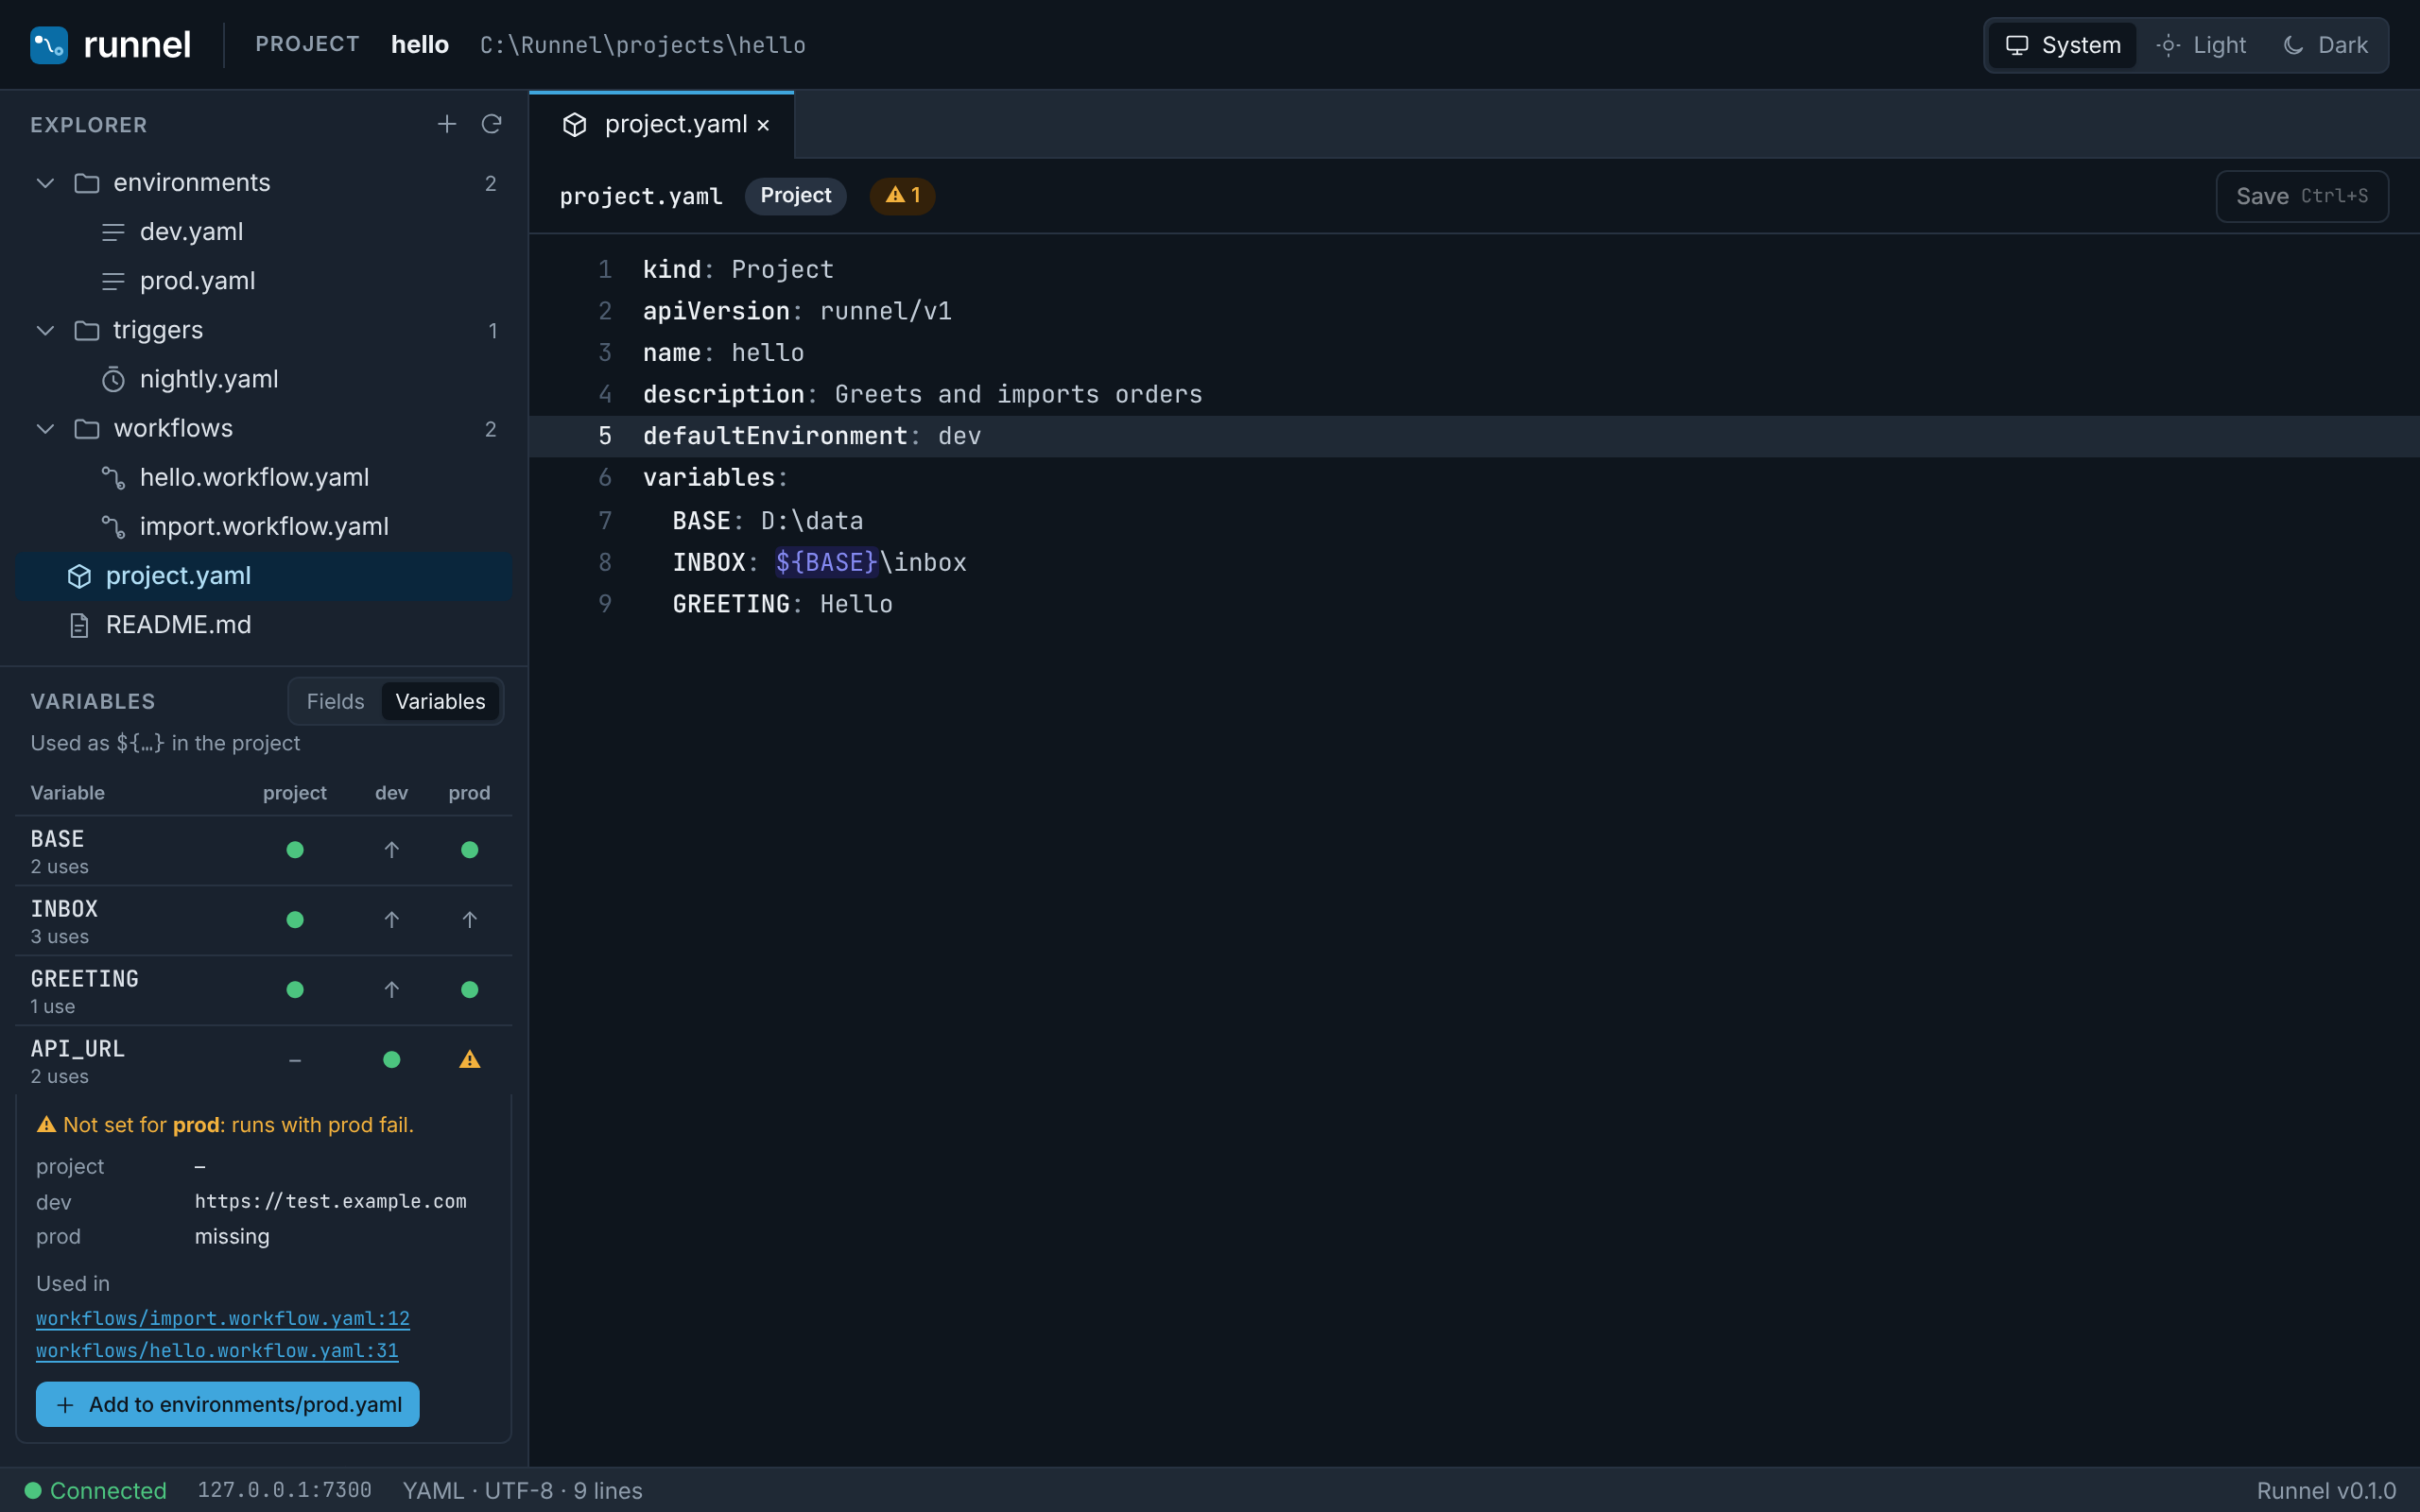 runnel PROJECT hello C:\Runnel\projects\hello System Light Dark
EXPLORER
environments 2
dev.yaml
prod.yaml
triggers 1
nightly.yaml
workflows 2
hello.workflow.yaml
import.workflow.yaml
project.yaml
README.md
VARIABLES Fields Variables
Used as ${…} in the project
Variable project dev prod
BASE
2 uses
↑
INBOX
3 uses
↑ ↑
GREETING
1 use
↑
API_URL
2 uses
–
Not set for prod: runs with prod fail.
project –
dev https://test.example.com
prod missing
Used in
workflows/import.workflow.yaml:12
workflows/hello.workflow.yaml:31
+ Add to environments/prod.yaml
project.yaml ×
project.yaml Project 1 Save Ctrl+S
1 kind: Project
2 apiVersion: runnel/v1
3 name: hello
4 description: Greets and imports orders
5 defaultEnvironment: dev
6 variables:
7 BASE: D:\data
8 INBOX: ${BASE}\inbox
9 GREETING: Hello
Connected 127.0.0.1:7300 YAML · UTF-8 · 9 lines Runnel v0.1.0